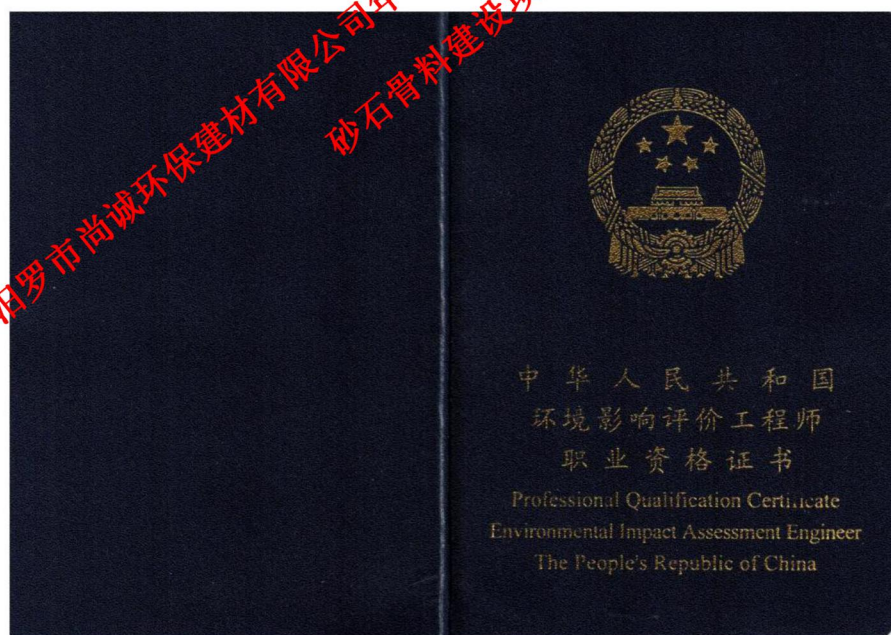 汨罗市尚诚环保建材有限公司年
砂石骨料建设项
中华人民共和国
环境影响评价工程师
职业资格证书
Professional Qualification Certificate
Environmental Impact Assessment Engineer
The People's Republic of China